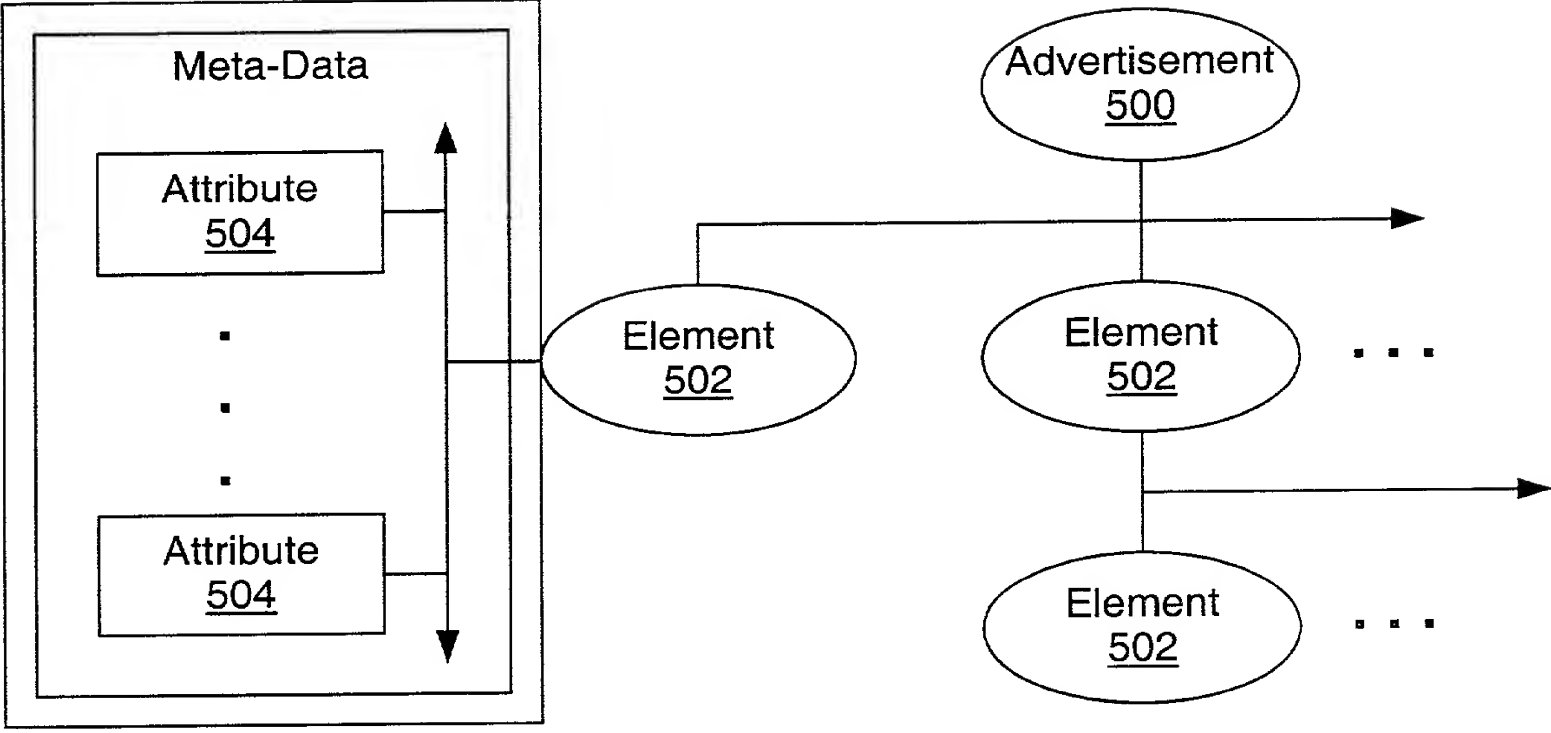 Meta-Data
Advertisement
500
Attribute
504
Element
502
Element
502
Attribute
504
Element
502